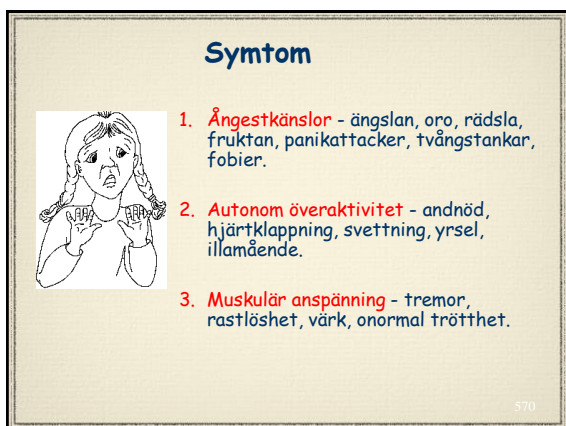 Symtom
1. Ångestkänslor - ängslan, oro, rädsla,
fruktan, panikattacker, tvångstankar,
fobier.
2. Autonom överaktivitet - andnöd,
hjärtklappning, svettning, yrsel,
illamående.
3. Muskulär anspänning - tremor,
rastlöshet, värk, onormal trötthet.
570